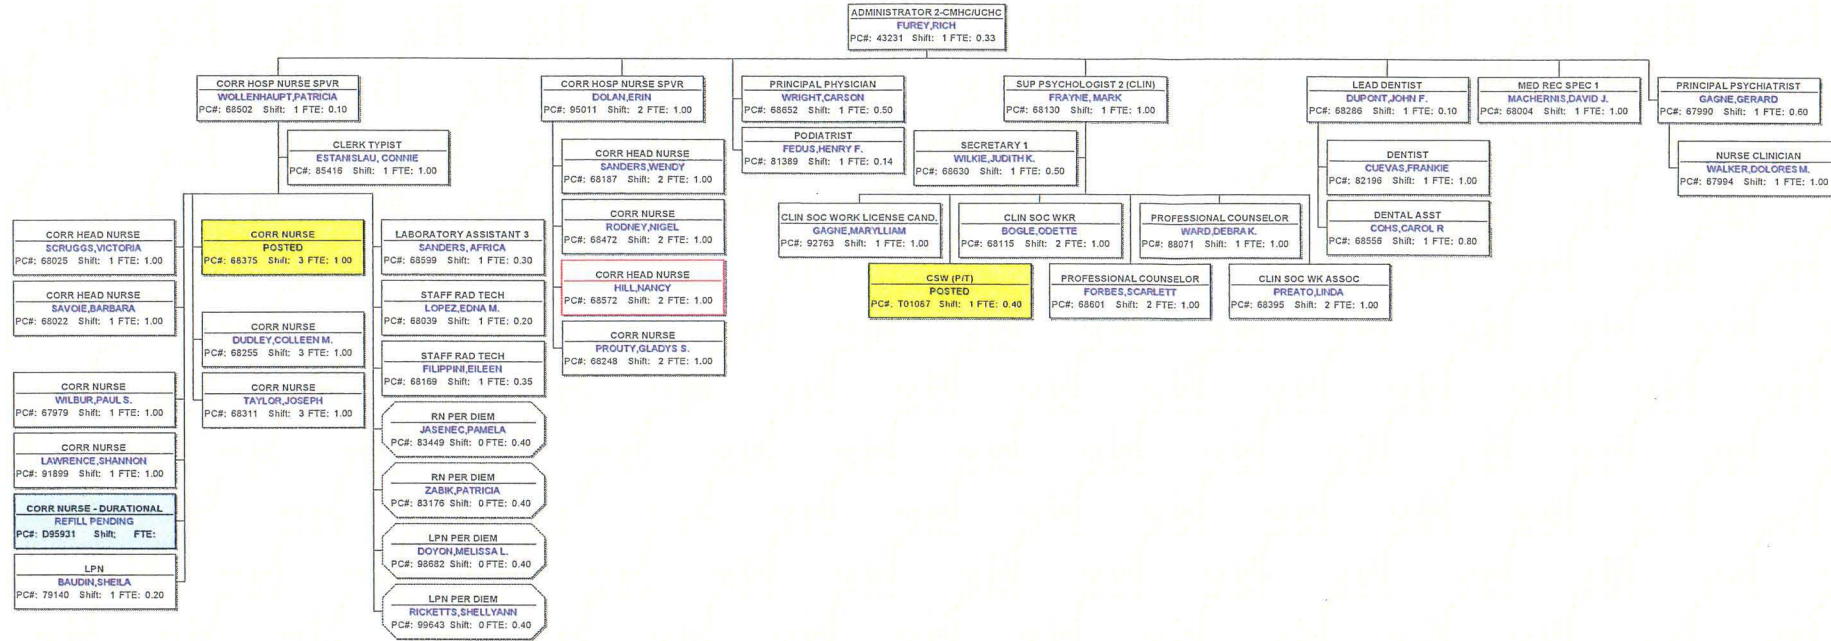 ADMINISTRATOR 2-CMHC/UCHC
FUREY,RICH
PC#: 43231 Shift: 1 FTE: 0.33
CORR HOSP NURSE SPVR
WOLLENHAUPT,PATRICIA
PC#: 68502 Shift: 1 FTE: 0.10
CLERK TYPIST
ESTANISLAU, CONNIE
PC#: 85416 Shift: 1 FTE: 1.00
CORR HEAD NURSE
SCRUGGS,VICTORIA
PC#: 68025 Shift: 1 FTE: 1.00
CORR HEAD NURSE
SAVOIE,BARBARA
PC#: 68022 Shift: 1 FTE: 1.00
CORR NURSE
WILBUR,PAUL S.
PC#: 67979 Shift: 1 FTE: 1.00
CORR NURSE
LAWRENCE,SHANNON
PC#: 91899 Shift: 1 FTE: 1.00
CORR NURSE - DURATIONAL
REFILL PENDING
PC#: D95931 Shift; FTE:
LPN
BAUDIN,SHEILA
PC#: 79140 Shift: 1 FTE: 0.20
CORR NURSE
POSTED
PC#: 68375 Shift: 3 FTE: 1.00
CORR NURSE
DUDLEY,COLLEEN M.
PC#: 68255 Shift: 3 FTE: 1.00
CORR NURSE
TAYLOR,JOSEPH
PC#: 68311 Shift: 3 FTE: 1.00
LABORATORY ASSISTANT 3
SANDERS, AFRICA
PC#: 68599 Shift: 1 FTE: 0.30
STAFF RAD TECH
LOPEZ,EDNA M.
PC#: 68039 Shift: 1 FTE: 0.20
STAFF RAD TECH
FILIPPINI,EILEEN
PC#: 68169 Shift: 1 FTE: 0.35
RN PER DIEM
JASENEC,PAMELA
PC#: 83449 Shift: 0 FTE: 0.40
RN PER DIEM
ZABIK,PATRICIA
PC#: 83176 Shift: 0 FTE: 0.40
LPN PER DIEM
DOYON,MELISSA L.
PC#: 98682 Shift: 0 FTE: 0.40
LPN PER DIEM
RICKETTS,SHELLYANN
PC#: 99643 Shift: 0 FTE: 0.40
CORR HOSP NURSE SPVR
DOLAN,ERIN
PC#: 95011 Shift: 2 FTE: 1.00
CORR HEAD NURSE
SANDERS,WENDY
PC#: 68187 Shift: 2 FTE: 1.00
CORR NURSE
RODNEY,NIGEL
PC#: 68472 Shift: 2 FTE: 1.00
CORR HEAD NURSE
HILL,NANCY
PC#: 68572 Shift: 2 FTE: 1.00
CORR NURSE
PROUTY,GLADYS S.
PC#: 68248 Shift: 2 FTE: 1.00
PRINCIPAL PHYSICIAN
WRIGHT,CARSON
PC#: 68652 Shift: 1 FTE: 0.50
PODIATRIST
FEDUS,HENRY F.
PC#: 81389 Shift: 1 FTE: 0.14
SUP PSYCHOLOGIST 2 (CLIN)
FRAYNE, MARK
PC#: 68130 Shift: 1 FTE: 1.00
SECRETARY 1
WILKIE,JUDITH K.
PC#: 68630 Shift: 1 FTE: 0.50
CLIN SOC WORK LICENSE CAND.
GAGNE,MARYLLIAM
PC#: 92763 Shift: 1 FTE: 1.00
CSW (P/T)
POSTED
PC#. T01067 Shift: 1 FTE: 0.40
CLIN SOC WKR
BOGLE,ODETTE
PC#: 68115 Shift: 2 FTE: 1.00
PROFESSIONAL COUNSELOR
FORBES,SCARLETT
PC#: 68601 Shift: 2 FTE: 1.00
PROFESSIONAL COUNSELOR
WARD,DEBRA K.
PC#: 88071 Shift: 1 FTE: 1.00
CLIN SOC WK ASSOC
PREATO,LINDA
PC#: 68395 Shift: 2 FTE: 1.00
LEAD DENTIST
DUPONT,JOHN F.
PC#: 68286 Shift: 1 FTE: 0.10
DENTIST
CUEVAS,FRANKIE
PC#: 82196 Shift: 1 FTE: 1.00
DENTAL ASST
COHS,CAROL R
PC#: 68556 Shift: 1 FTE: 0.80
MED REC SPEC 1
MACHERNIS,DAVID J.
PC#: 68004 Shift: 1 FTE: 1.00
PRINCIPAL PSYCHIATRIST
GAGNE,GERARD
PC#: 67990 Shift: 1 FTE: 0.60
NURSE CLINICIAN
WALKER,DOLORES M.
PC#: 67994 Shift: 1 FTE: 1.00